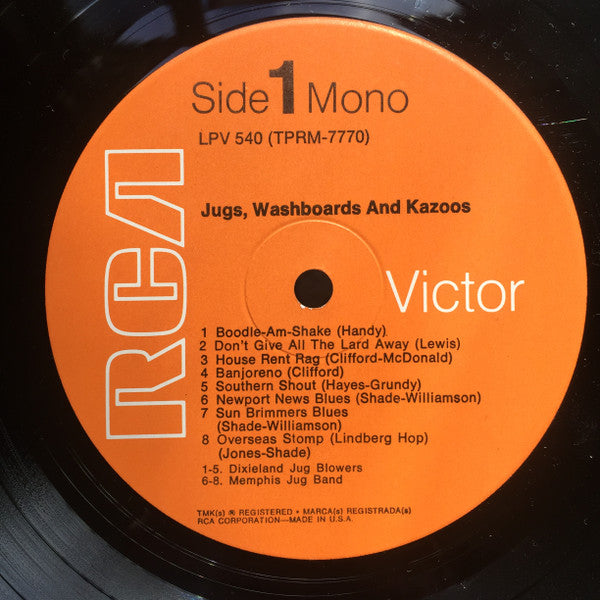 Side 1 Mono
LPV 540 (TPRM-7770)
Jugs, Washboards And Kazoos
RCA
Victor
1 Boodle-Am-Shake (Handy)
2 Don't Give All The Lard Away (Lewis)
3 House Rent Rag (Clifford-McDonald)
4 Banjoreno (Clifford)
5 Southern Shout (Hayes-Grundy)
6 Newport News Blues (Shade-Williamson)
7 Sun Brimmers Blues
(Shade-Williamson)
8 Overseas Stomp (Lindberg Hop)
(Jones-Shade)
1-5. Dixieland Jug Blowers
6-8. Memphis Jug Band
TMK(s) ® REGISTERED • MARCA(s) REGISTRADA(s)
RCA CORPORATION—MADE IN U.S.A.